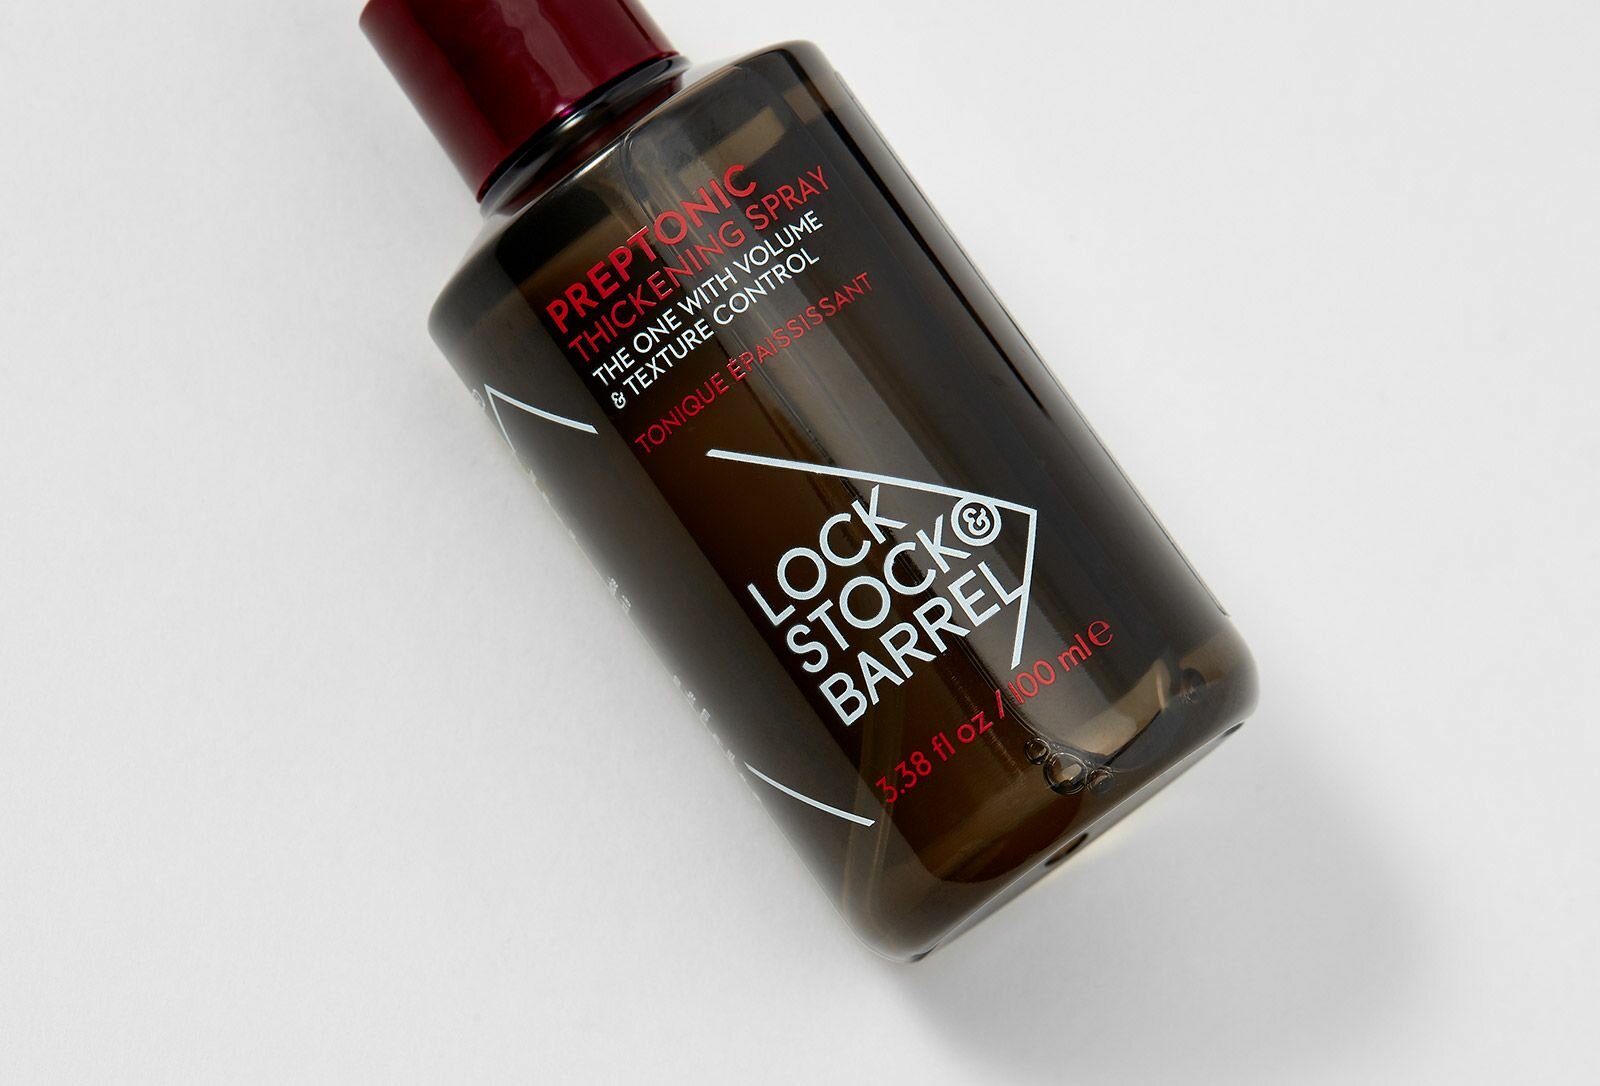 PREPTONIC
THICKENING SPRAY
THE ONE WITH VOLUME
& TEXTURE CONTROL
TONIQUE ÉPAISSISSANT
LOCK
STOCK &
BARREL
3.38 fl oz / 100 ml ℮